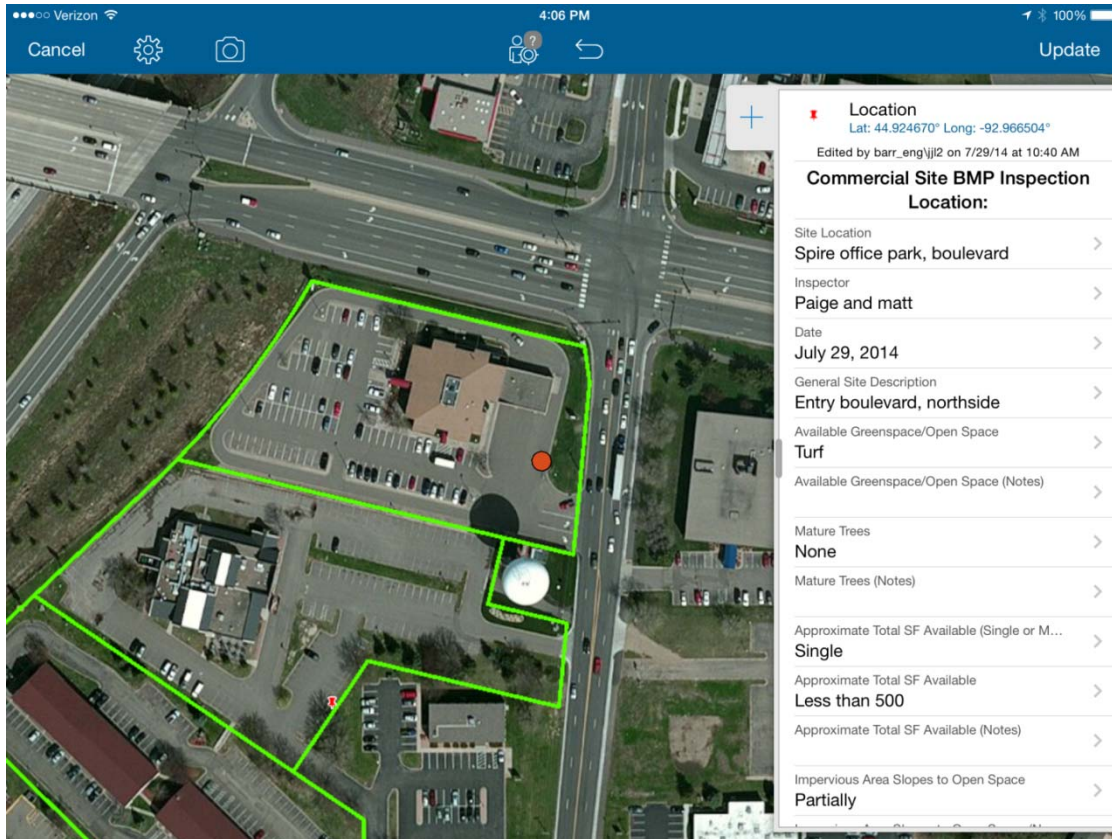 ●●●○○ Verizon 4:06 PM 100%
Cancel ? Update
Location
Lat: 44.924670° Long: -92.966504°
Edited by barr_eng\jjl2 on 7/29/14 at 10:40 AM
Commercial Site BMP Inspection
Location:
Site Location
Spire office park, boulevard
Inspector
Paige and matt
Date
July 29, 2014
General Site Description
Entry boulevard, northside
Available Greenspace/Open Space
Turf
Available Greenspace/Open Space (Notes)
Mature Trees
None
Mature Trees (Notes)
Approximate Total SF Available (Single or M...
Single
Approximate Total SF Available
Less than 500
Approximate Total SF Available (Notes)
Impervious Area Slopes to Open Space
Partially